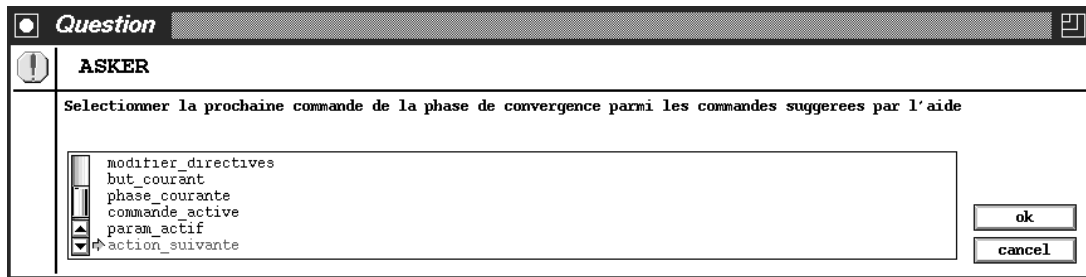 Question
ASKER
Selectionner la prochaine commande de la phase de convergence parmi les commandes suggerees par l'aide
modifier_directives
but_courant
phase_courante
commande_active
param_actif
action_suivante
ok
cancel